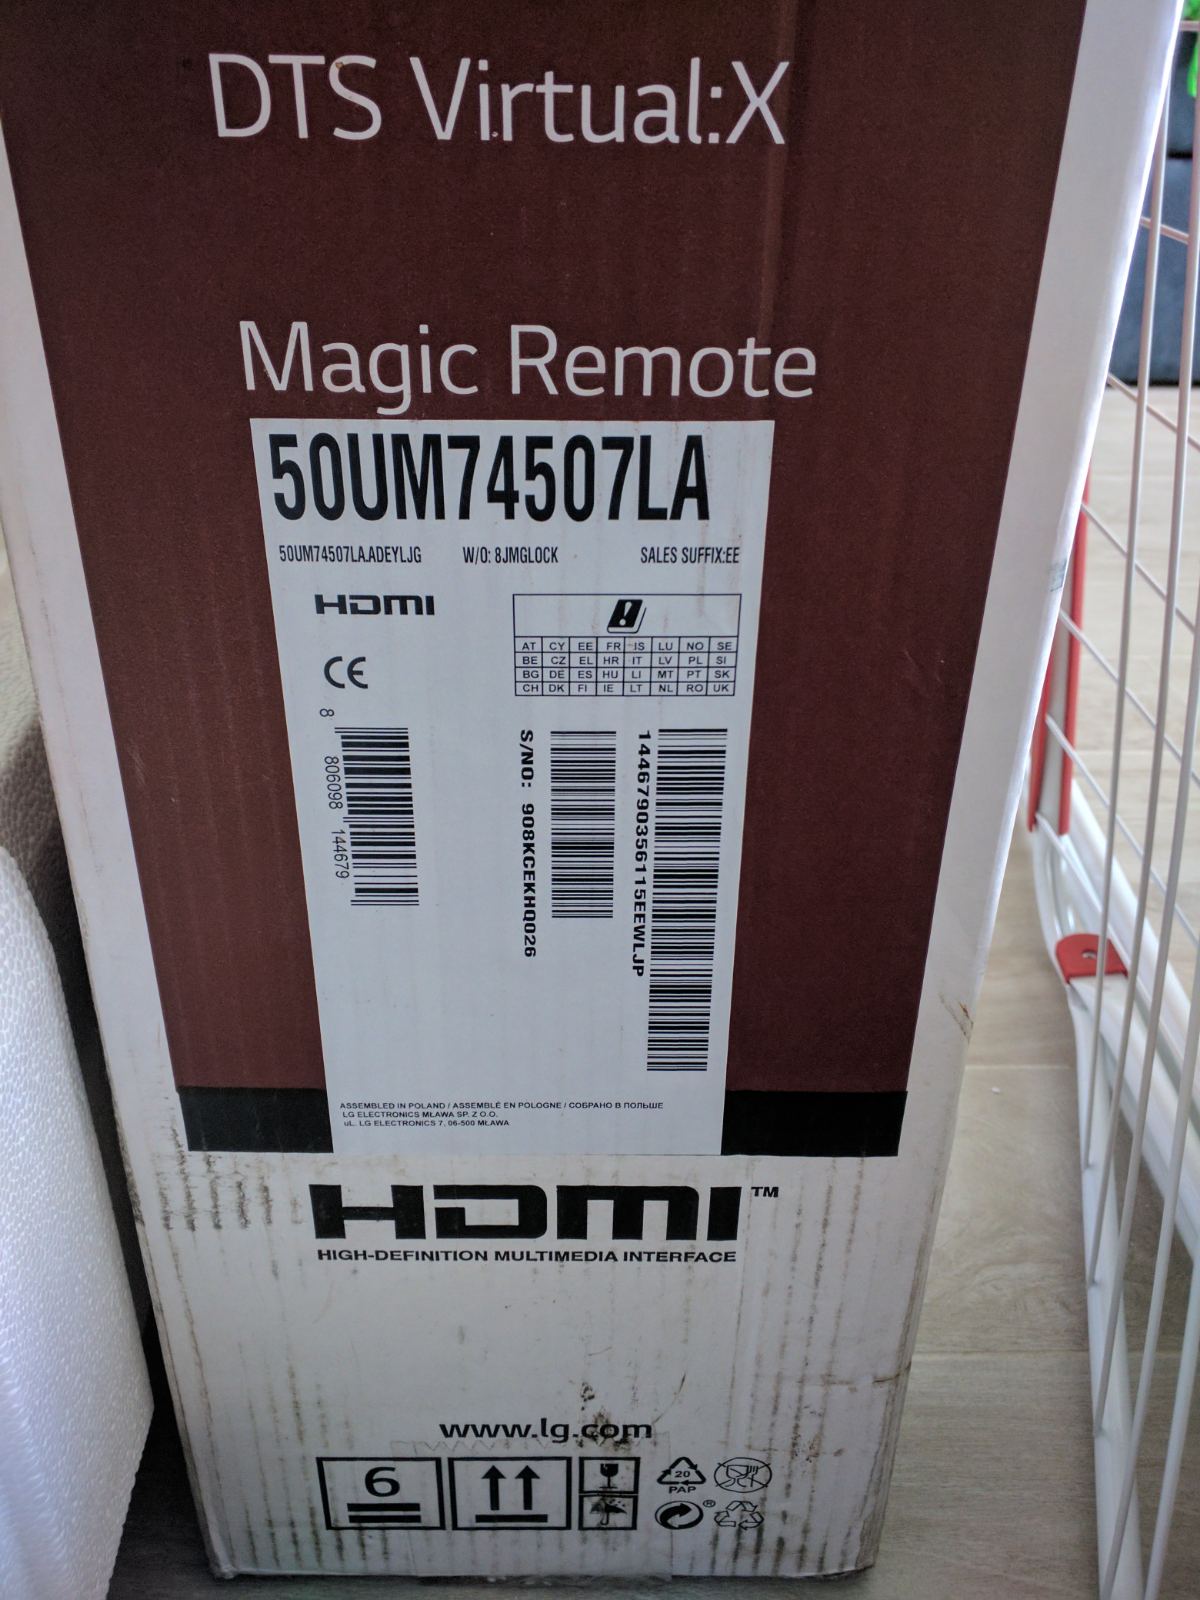 DTS Virtual:X
Magic Remote
50UM74507LA
50UM74507LA.ADEYLJG W/O: 8JMGLOCK SALES SUFFIX:EE
HDMI
AT CY EE FR IS LU NO SE
BE CZ EL HR IT LV PL SI
BG DE ES HU LI MT PT SK
CH DK FI IE LT NL RO UK
CE
8 806098 144679
S/NO: 908KCEKHQ026
1446790356115EEWLJP
ASSEMBLED IN POLAND / ASSEMBLÉ EN POLOGNE / СОБРАНО В ПОЛЬШЕ
LG ELECTRONICS MŁAWA SP. Z O.O.
uL. LG ELECTRONICS 7, 06-500 MŁAWA
HDMI™
HIGH-DEFINITION MULTIMEDIA INTERFACE
www.lg.com
6
20
PAP
®